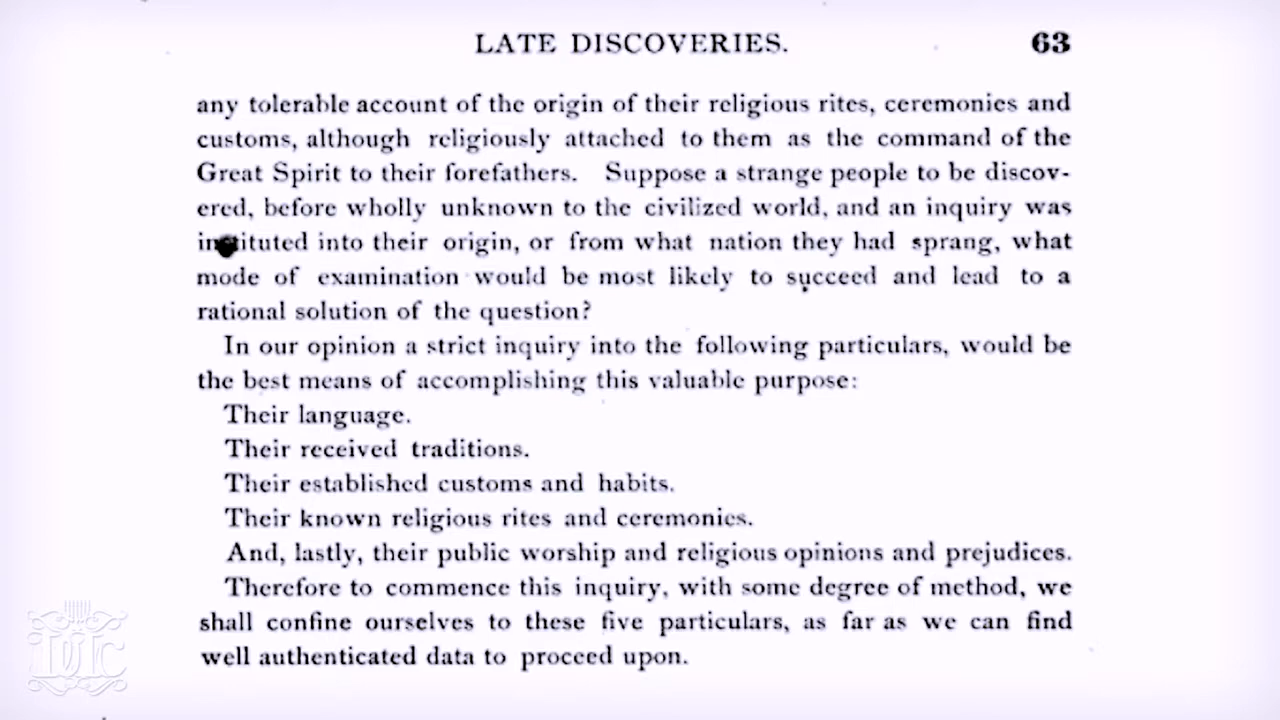 LATE DISCOVERIES. 63
any tolerable account of the origin of their religious rites, ceremonies and
customs, although religiously attached to them as the command of the
Great Spirit to their forefathers. Suppose a strange people to be discov-
ered, before wholly unknown to the civilized world, and an inquiry was
instituted into their origin, or from what nation they had sprang, what
mode of examination would be most likely to succeed and lead to a
rational solution of the question?
In our opinion a strict inquiry into the following particulars, would be
the best means of accomplishing this valuable purpose:
Their language.
Their received traditions.
Their established customs and habits.
Their known religious rites and ceremonies.
And, lastly, their public worship and religious opinions and prejudices.
Therefore to commence this inquiry, with some degree of method, we
shall confine ourselves to these five particulars, as far as we can find
well authenticated data to proceed upon.